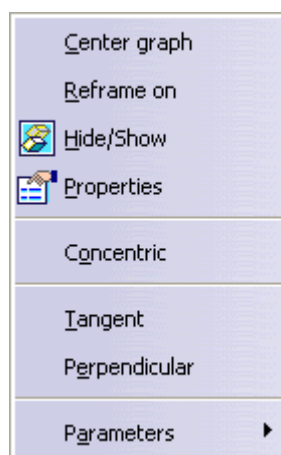 Center graph
Reframe on
Hide/Show
Properties
Concentric
Tangent
Perpendicular
Parameters